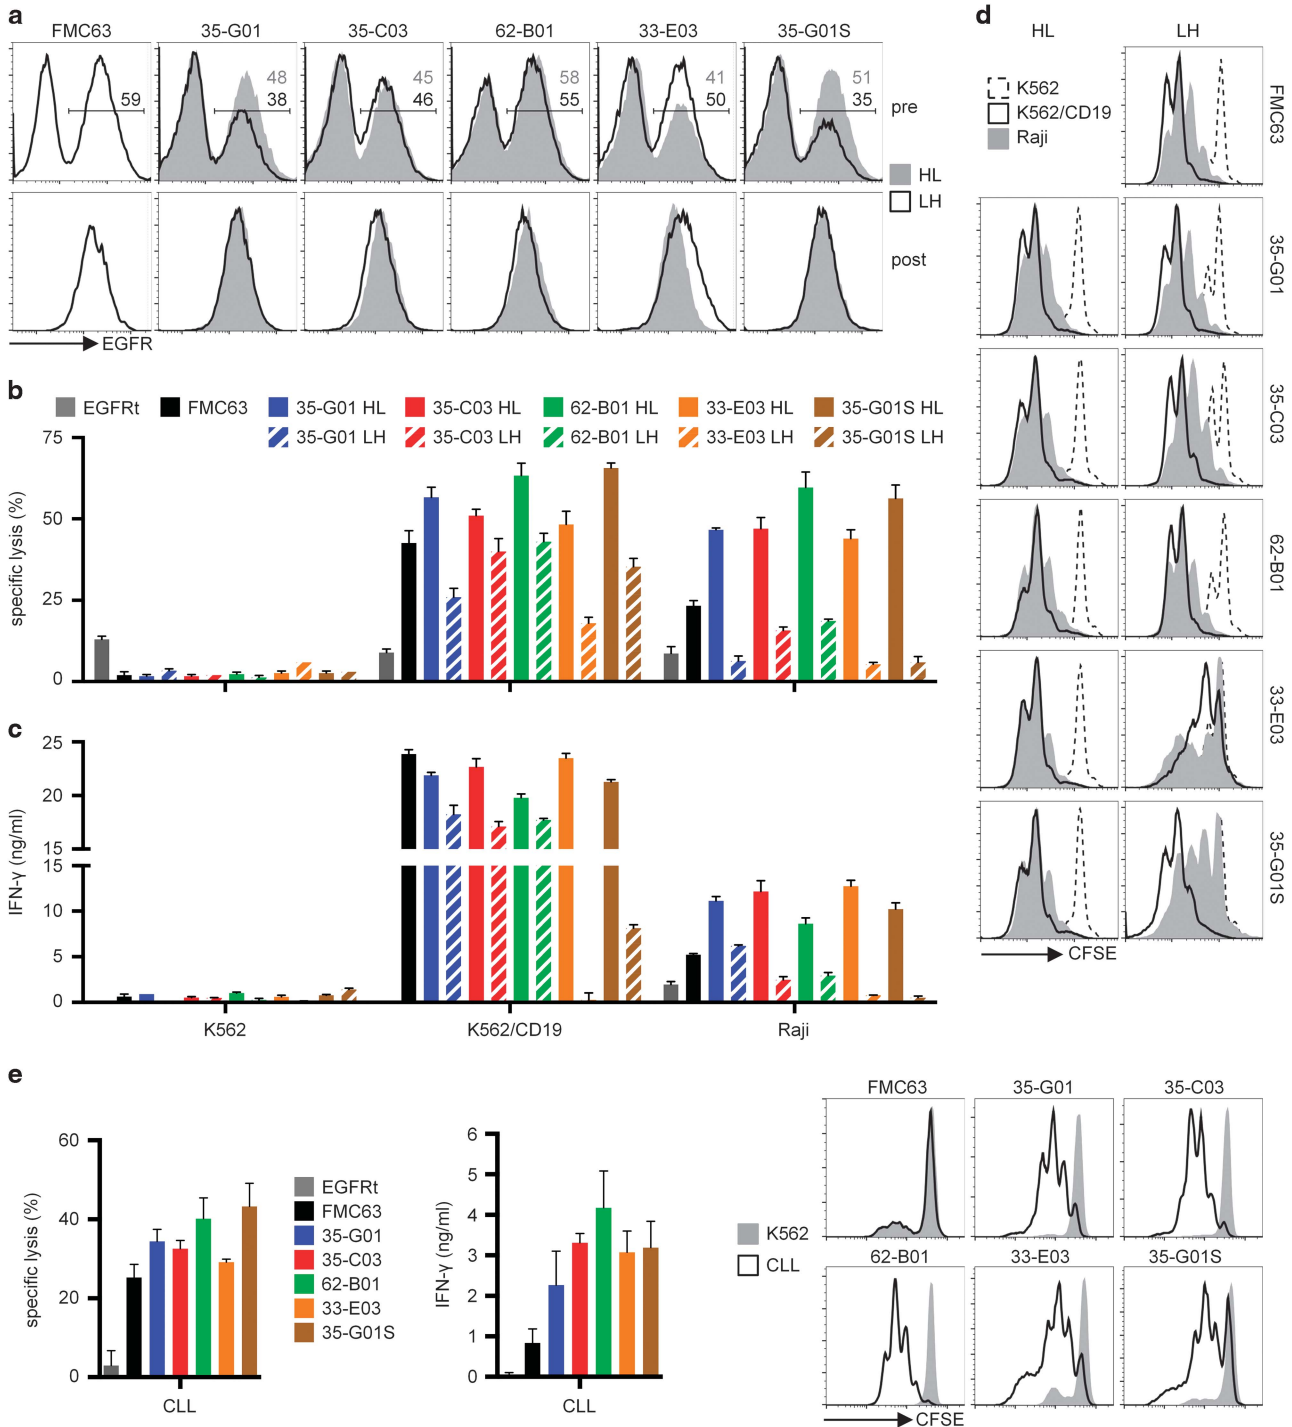 a
FMC63 35-G01 35-C03 62-B01 33-E03 35-G01S
59
48
38
45
46
58
55
41
50
51
35
pre
HL
LH
post
EGFR
b
EGFRt FMC63 35-G01 HL 35-C03 HL 62-B01 HL 33-E03 HL 35-G01S HL
35-G01 LH 35-C03 LH 62-B01 LH 33-E03 LH 35-G01S LH
specific lysis (%)
75
50
25
0
c
IFN-γ (ng/ml)
25
20
15
15
10
5
0
K562 K562/CD19 Raji
d
HL LH
K562
K562/CD19
Raji
FMC63
35-G01
35-C03
62-B01
33-E03
35-G01S
CFSE
e
specific lysis (%)
60
40
20
0
CLL
EGFRt
FMC63
35-G01
35-C03
62-B01
33-E03
35-G01S
IFN-γ (ng/ml)
6
5
4
3
2
1
0
CLL
K562
CLL
FMC63 35-G01 35-C03
62-B01 33-E03 35-G01S
CFSE